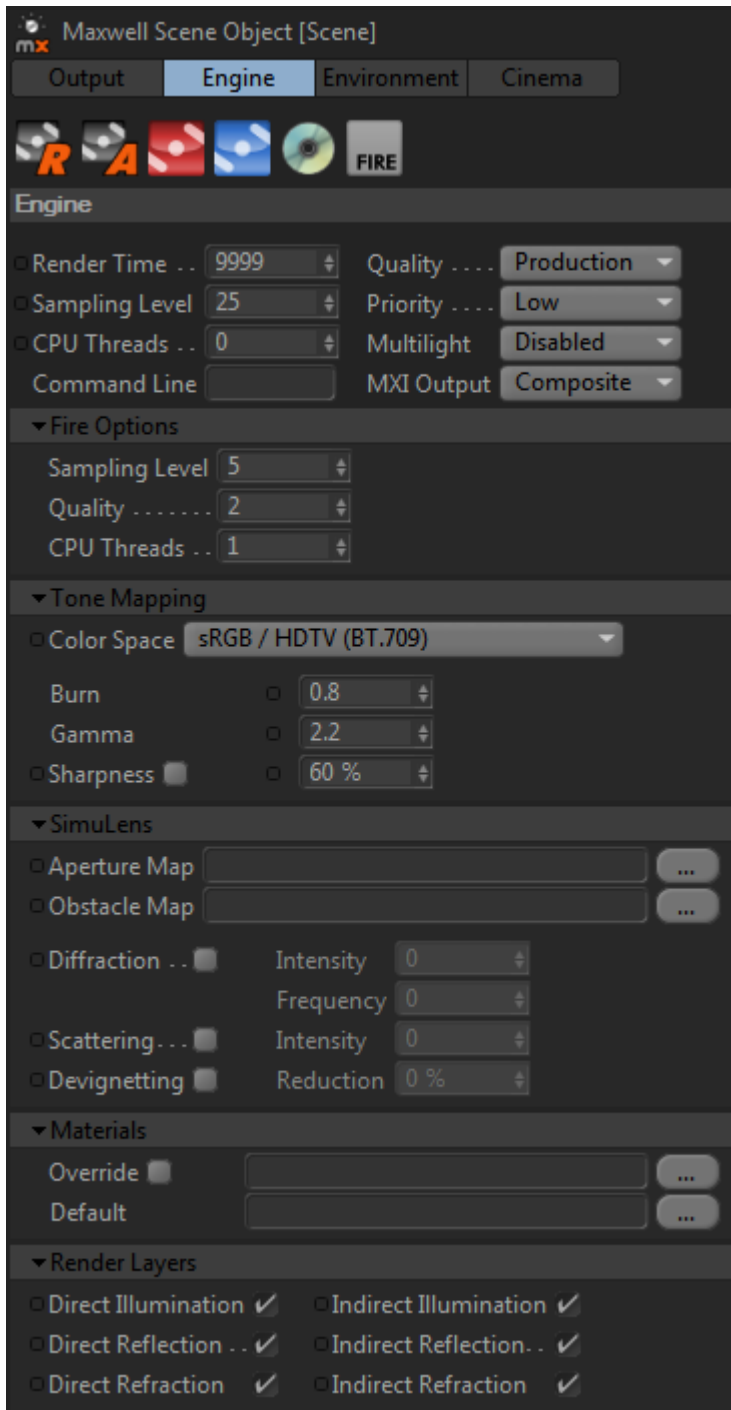 mx Maxwell Scene Object [Scene]
Output Engine Environment Cinema
R A FIRE
Engine
Render Time . . 9999 Quality . . . . Production
Sampling Level 25 Priority . . . . Low
CPU Threads . . 0 Multilight Disabled
Command Line MXI Output Composite
Fire Options
Sampling Level 5
Quality . . . . . . . 2
CPU Threads . . 1
Tone Mapping
Color Space sRGB / HDTV (BT.709)
Burn 0.8
Gamma 2.2
Sharpness 60 %
SimuLens
Aperture Map ...
Obstacle Map ...
Diffraction . . Intensity 0
Frequency 0
Scattering . . . Intensity 0
Devignetting Reduction 0 %
Materials
Override ...
Default ...
Render Layers
Direct Illumination Indirect Illumination
Direct Reflection . . Indirect Reflection . .
Direct Refraction Indirect Refraction